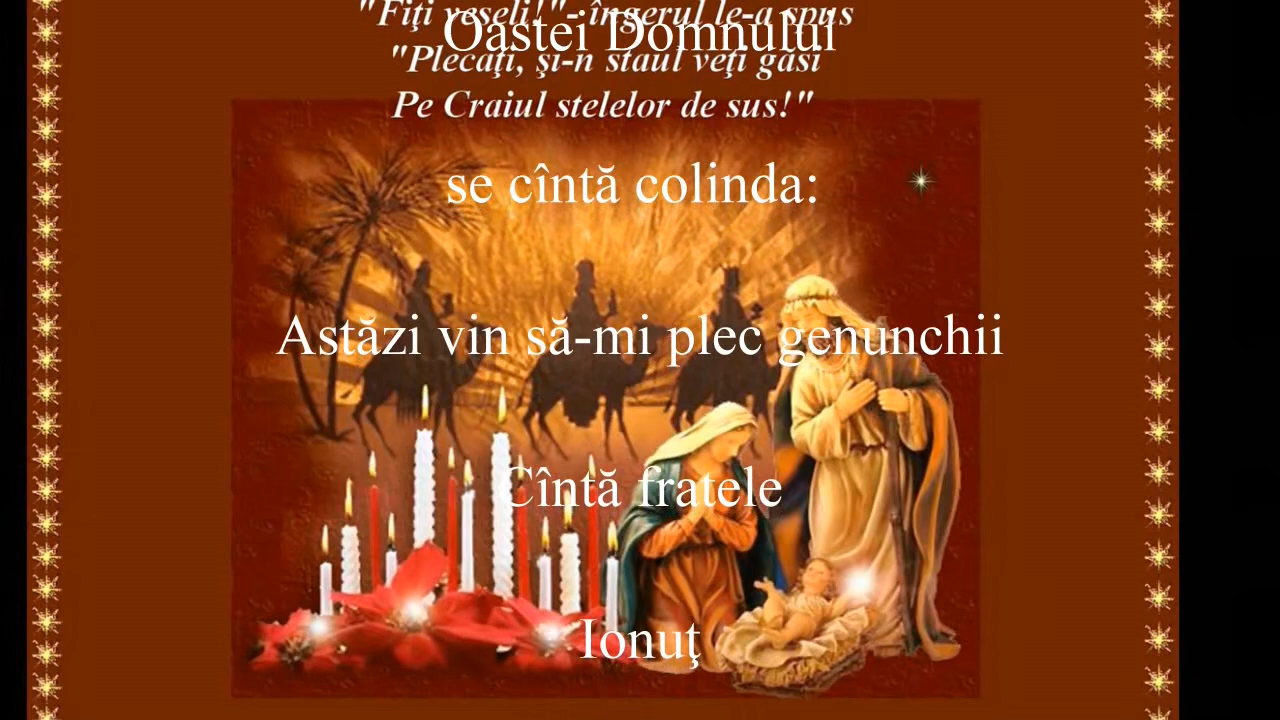 "Fiţi veseli!"- îngerul le-a spus
Oastei Domnului
"Plecaţi, şi-n staul veţi găsi
Pe Craiul stelelor de sus!"
se cîntă colinda:
Astăzi vin să-mi plec genunchii
Cîntă fratele
Ionuţ